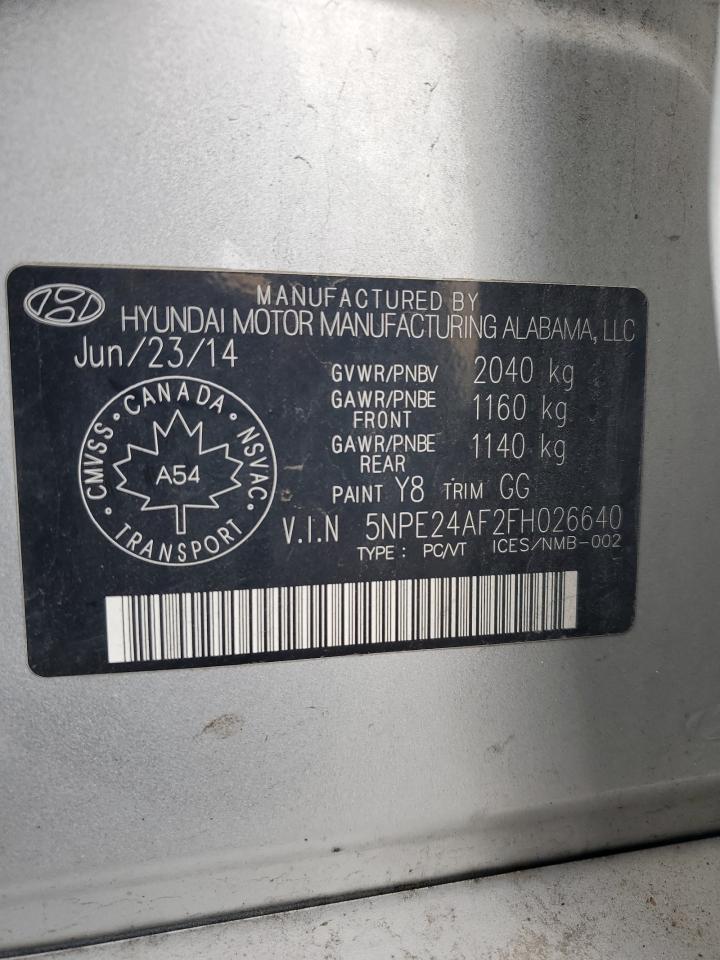 MANUFACTURED BY
HYUNDAI MOTOR MANUFACTURING ALABAMA, LLC
Jun/23/14
GVWR/PNBV 2040 kg
GAWR/PNBE FRONT 1160 kg
GAWR/PNBE REAR 1140 kg
PAINT Y8 TRIM GG
CMVSS · CANADA · NSVAC · TRANSPORT ·
A54
V.I.N 5NPE24AF2FH026640
TYPE : PC/VT ICES/NMB-002